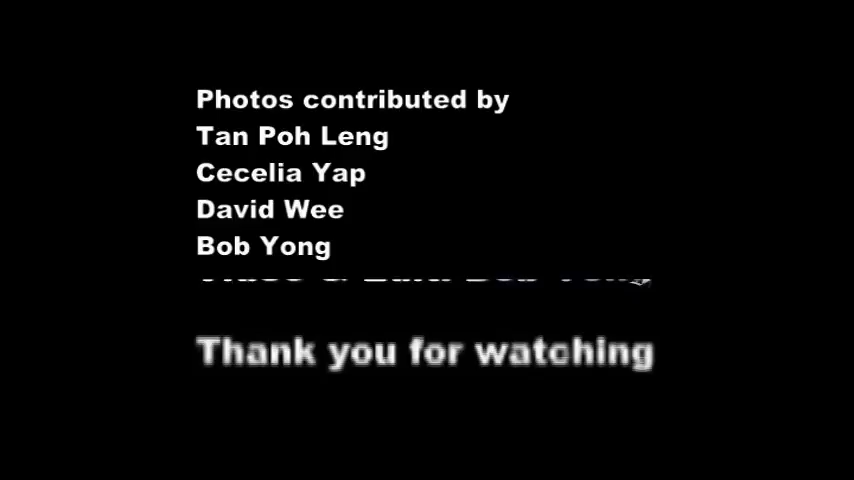 Photos contributed by
Tan Poh Leng
Cecelia Yap
David Wee
Bob Yong
Thank you for watching